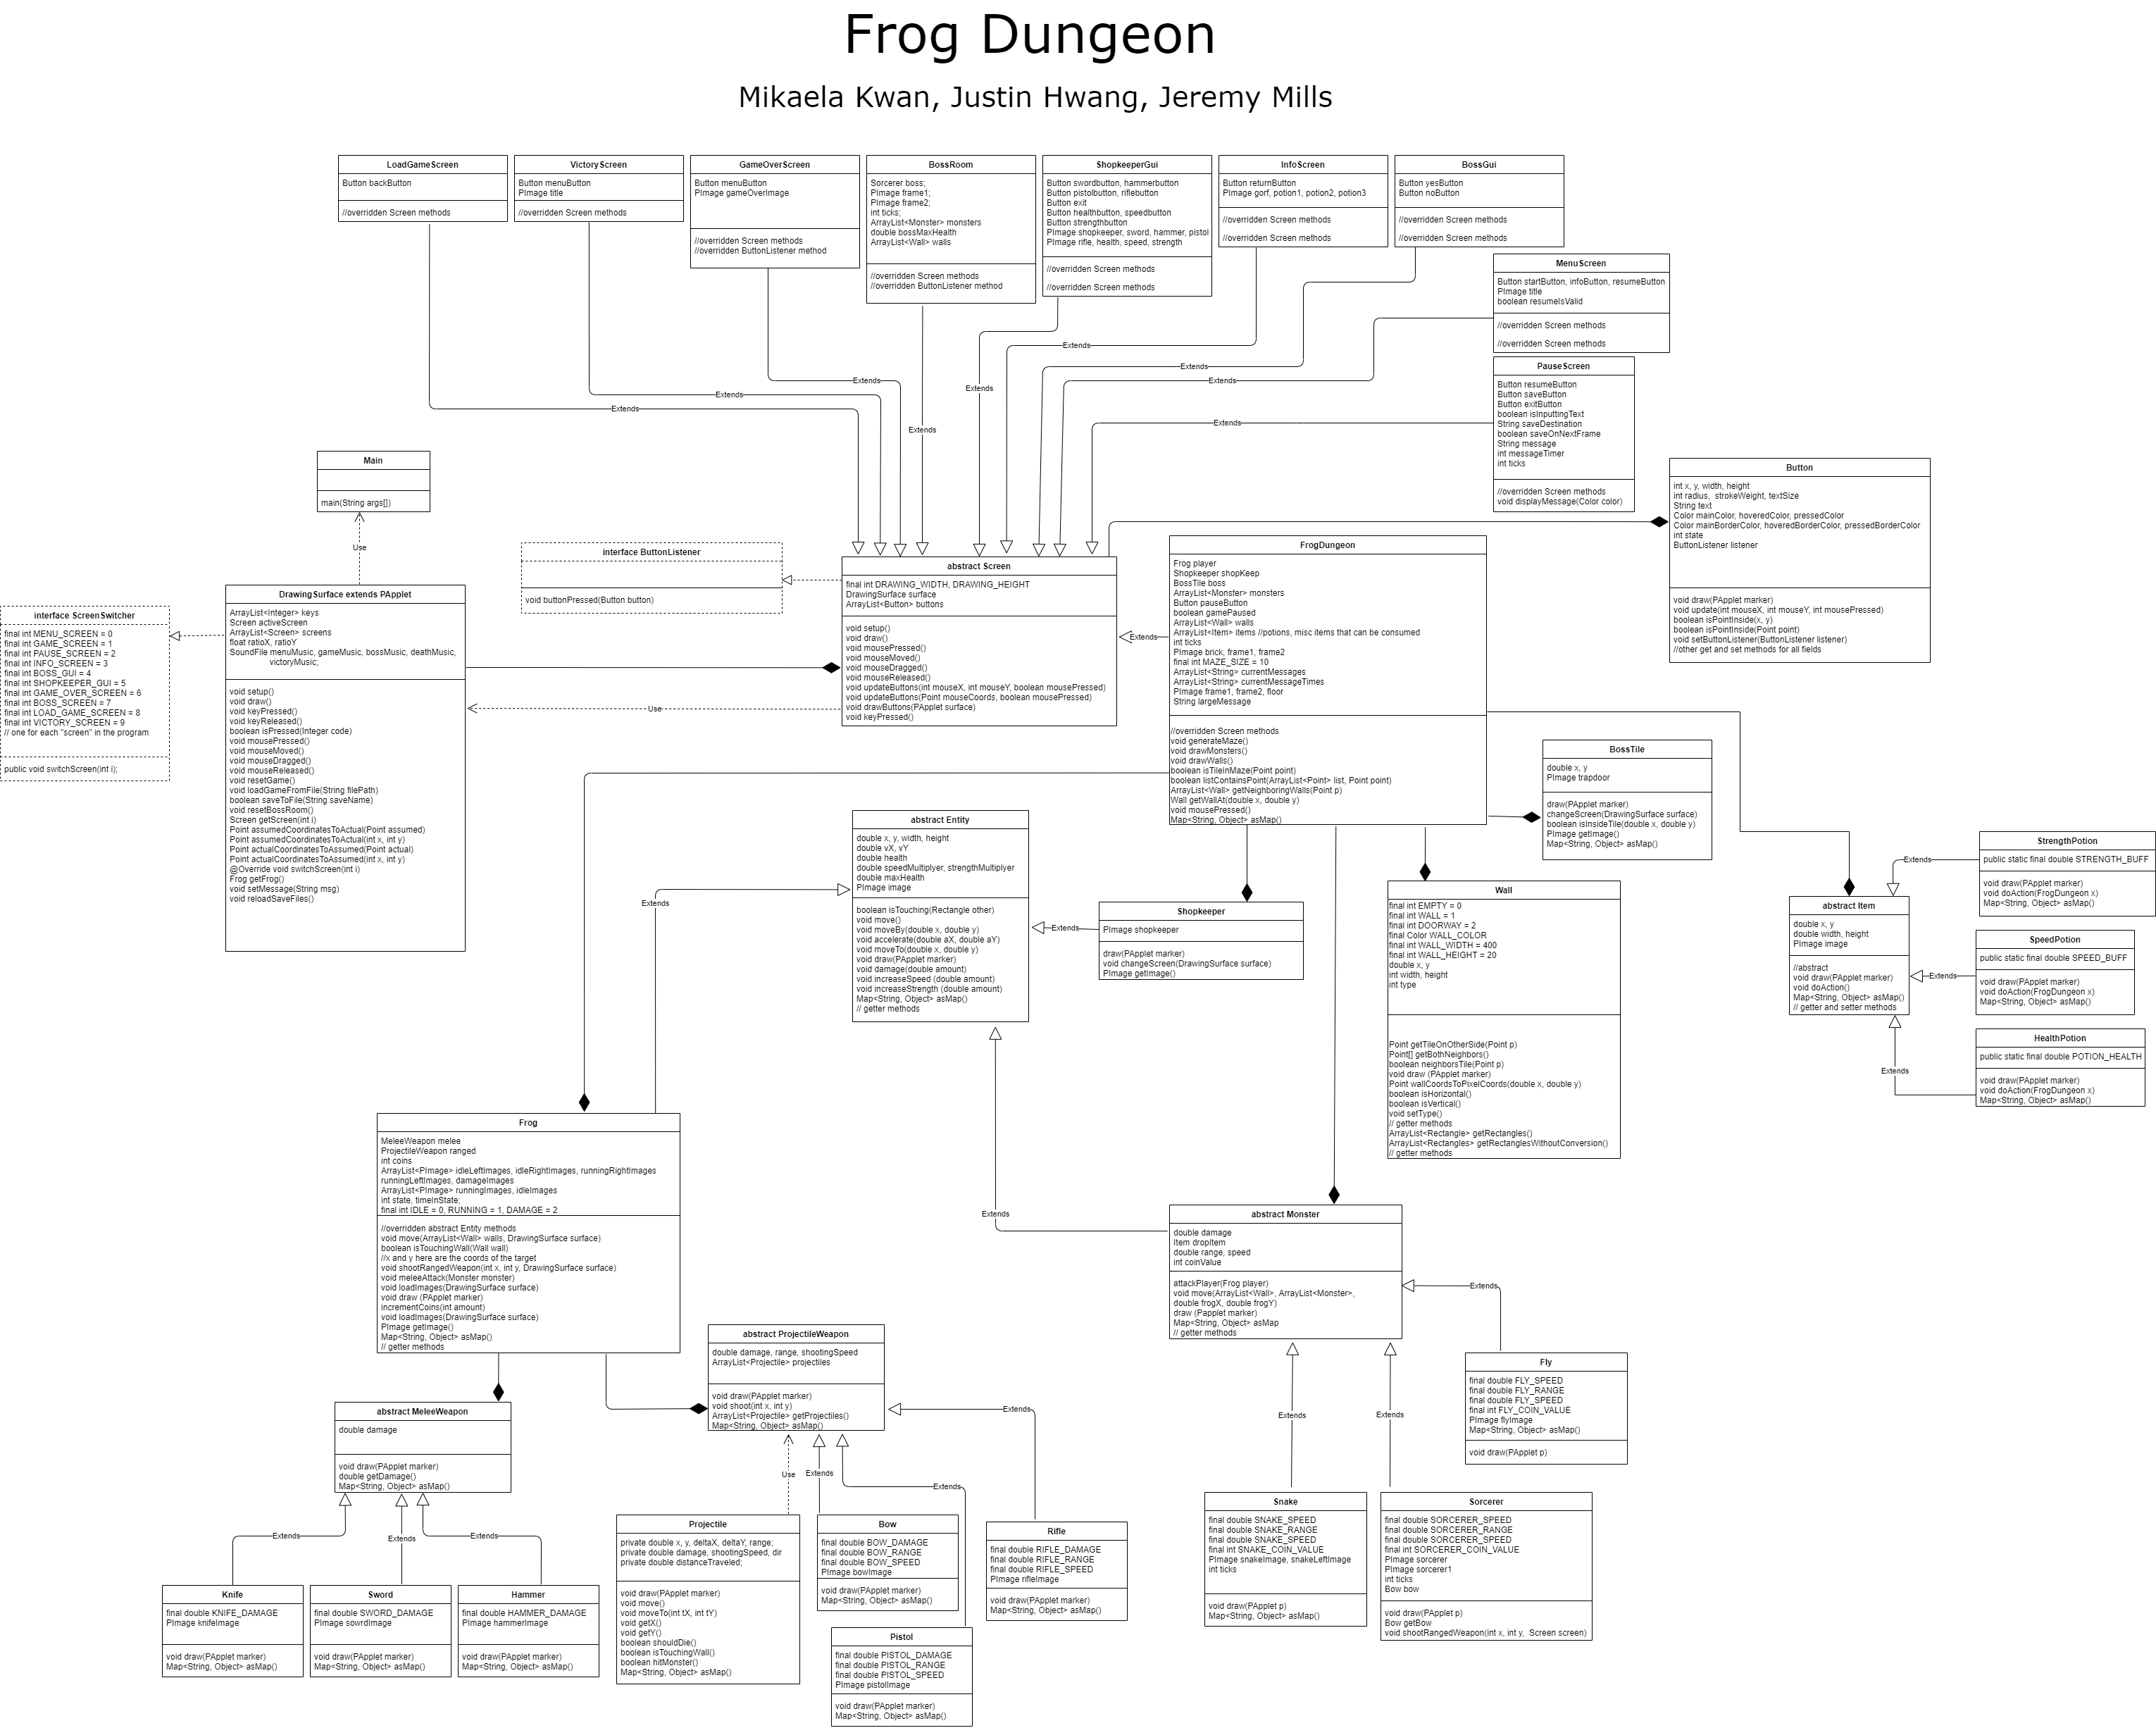 Frog Dungeon
Mikaela Kwan, Justin Hwang, Jeremy Mills
LoadGameScreen
Button backButton
//overridden Screen methods
VictoryScreen
Button menuButton
PImage title
//overridden Screen methods
GameOverScreen
Button menuButton
PImage gameOverImage
//overridden Screen methods
//overridden ButtonListener method
BossRoom
Sorcerer boss;
PImage frame1;
PImage frame2;
int ticks;
ArrayList<Monster> monsters
double bossMaxHealth
ArrayList<Wall> walls
//overridden Screen methods
//overridden ButtonListener method
ShopkeeperGui
Button swordbutton, hammerbutton
Button pistolbutton, riflebutton
Button exit
Button healthbutton, speedbutton
Button strengthbutton
PImage shopkeeper, sword, hammer, pistol
PImage rifle, health, speed, strength
//overridden Screen methods
//overridden Screen methods
InfoScreen
Button returnButton
PImage gorf, potion1, potion2, potion3
//overridden Screen methods
//overridden Screen methods
BossGui
Button yesButton
Button noButton
//overridden Screen methods
//overridden Screen methods
MenuScreen
Button startButton, infoButton, resumeButton
PImage title
boolean resumeIsValid
//overridden Screen methods
//overridden Screen methods
PauseScreen
Button resumeButton
Button saveButton
Button exitButton
boolean isInputtingText
String saveDestination
boolean saveOnNextFrame
String message
int messageTimer
int ticks
//overridden Screen methods
void displayMessage(Color color)
Extends
Extends
Extends
Extends
Extends
Extends
Extends
Extends
Extends
Main
main(String args[])
Use
Button
int x, y, width, height
int radius,  strokeWeight, textSize
String text
Color mainColor, hoveredColor, pressedColor
Color mainBorderColor, hoveredBorderColor, pressedBorderColor
int state
ButtonListener listener
void draw(PApplet marker)
void update(int mouseX, int mouseY, int mousePressed)
boolean isPointInside(x, y)
boolean isPointInside(Point point)
void setButtonListener(ButtonListener listener)
//other get and set methods for all fields
interface ButtonListener
void buttonPressed(Button button)
abstract Screen
final int DRAWING_WIDTH, DRAWING_HEIGHT
DrawingSurface surface
ArrayList<Button> buttons
void setup()
void draw()
void mousePressed()
void mouseMoved()
void mouseDragged()
void mouseReleased()
void updateButtons(int mouseX, int mouseY, boolean mousePressed)
void updateButtons(Point mouseCoords, boolean mousePressed)
void drawButtons(PApplet surface)
void keyPressed()
Extends
Use
FrogDungeon
Frog player
Shopkeeper shopKeep
BossTile boss
ArrayList<Monster> monsters
Button pauseButton
boolean gamePaused
ArrayList<Wall> walls
ArrayList<Item> items //potions, misc items that can be consumed
int ticks
PImage brick, frame1, frame2
final int MAZE_SIZE = 10
ArrayList<String> currentMessages
ArrayList<String> currentMessageTimes
PImage frame1, frame2, floor
String largeMessage
//overridden Screen methods
void generateMaze()
void drawMonsters()
void drawWalls()
boolean isTileInMaze(Point point)
boolean listContainsPoint(ArrayList<Point> list, Point point)
ArrayList<Wall> getNeighboringWalls(Point p)
Wall getWallAt(double x, double y)
void mousePressed()
Map<String, Object> asMap()
interface ScreenSwitcher
final int MENU_SCREEN = 0
final int GAME_SCREEN = 1
final int PAUSE_SCREEN = 2
final int INFO_SCREEN = 3
final int BOSS_GUI = 4
final int SHOPKEEPER_GUI = 5
final int GAME_OVER_SCREEN = 6
final int BOSS_SCREEN = 7
final int LOAD_GAME_SCREEN = 8
final int VICTORY_SCREEN = 9
// one for each "screen" in the program
public void switchScreen(int i);
DrawingSurface extends PApplet
ArrayList<Integer> keys
Screen activeScreen
ArrayList<Screen> screens
float ratioX, ratioY
SoundFile menuMusic, gameMusic, bossMusic, deathMusic,
victoryMusic;
void setup()
void draw()
void keyPressed()
void keyReleased()
boolean isPressed(Integer code)
void mousePressed()
void mouseMoved()
void mouseDragged()
void mouseReleased()
void resetGame()
void loadGameFromFile(String filePath)
boolean saveToFile(String saveName)
void resetBossRoom()
Screen getScreen(int i)
Point assumedCoordinatesToActual(Point assumed)
Point assumedCoordinatesToActual(int x, int y)
Point actualCoordinatesToAssumed(Point actual)
Point actualCoordinatesToAssumed(int x, int y)
@Override void switchScreen(int i)
Frog getFrog()
void setMessage(String msg)
void reloadSaveFiles()
BossTile
double x, y
PImage trapdoor
draw(PApplet marker)
changeScreen(DrawingSurface surface)
boolean isInsideTile(double x, double y)
PImage getImage()
Map<String, Object> asMap()
abstract Entity
double x, y, width, height
double vX, vY
double health
double speedMultiplyer, strengthMultiplyer
double maxHealth
PImage image
boolean isTouching(Rectangle other)
void move()
void moveBy(double x, double y)
void accelerate(double aX, double aY)
void moveTo(double x, double y)
void draw(PApplet marker)
void damage(double amount)
void increaseSpeed (double amount)
void increaseStrength (double amount)
Map<String, Object> asMap()
// getter methods
Extends
Extends
Extends
Shopkeeper
PImage shopkeeper
draw(PApplet marker)
void changeScreen(DrawingSurface surface)
PImage getImage()
Wall
final int EMPTY = 0
final int WALL = 1
final int DOORWAY = 2
final Color WALL_COLOR
final int WALL_WIDTH = 400
final int WALL_HEIGHT = 20
double x, y
int width, height
int type
Point getTileOnOtherSide(Point p)
Point[] getBothNeighbors()
boolean neighborsTile(Point p)
void draw (PApplet marker)
Point wallCoordsToPixelCoords(double x, double y)
boolean isHorizontal()
boolean isVertical()
void setType()
// getter methods
ArrayList<Rectangle> getRectangles()
ArrayList<Rectangles> getRectanglesWithoutConversion()
// getter methods
abstract Item
double x, y
double width, height
PImage image
//abstract
void draw(PApplet marker)
void doAction()
Map<String, Object> asMap()
// getter and setter methods
Extends
Extends
Extends
StrengthPotion
public static final double STRENGTH_BUFF
void draw(PApplet marker)
void doAction(FrogDungeon x)
Map<String, Object> asMap()
SpeedPotion
public static final double SPEED_BUFF
void draw(PApplet marker)
void doAction(FrogDungeon x)
Map<String, Object> asMap()
HealthPotion
public static final double POTION_HEALTH
void draw(PApplet marker)
void doAction(FrogDungeon x)
Map<String, Object> asMap()
Frog
MeleeWeapon melee
ProjectileWeapon ranged
int coins
ArrayList<PImage> idleLeftImages, idleRightImages, runningRightImages
runningLeftImages, damageImages
ArrayList<PImage> runningImages, idleImages
int state, timeInState;
final int IDLE = 0, RUNNING = 1, DAMAGE = 2
//overridden abstract Entity methods
void move(ArrayList<Wall> walls, DrawingSurface surface)
boolean isTouchingWall(Wall wall)
//x and y here are the coords of the target
void shootRangedWeapon(int x, int y, DrawingSurface surface)
void meleeAttack(Monster monster)
void loadImages(DrawingSurface surface)
void draw (PApplet marker)
incrementCoins(int amount)
void loadImages(DrawingSurface surface)
PImage getImage()
Map<String, Object> asMap()
// getter methods
abstract Monster
double damage
Item dropItem
double range, speed
int coinValue
attackPlayer(Frog player)
void move(ArrayList<Wall>, ArrayList<Monster>,
double frogX, double frogY)
draw (Papplet marker)
Map<String, Object> asMap
// getter methods
Extends
Extends
Extends
Fly
final double FLY_SPEED
final double FLY_RANGE
final double FLY_SPEED
final int FLY_COIN_VALUE
PImage flyImage
Map<String, Object> asMap()
void draw(PApplet p)
Snake
final double SNAKE_SPEED
final double SNAKE_RANGE
final double SNAKE_SPEED
final int SNAKE_COIN_VALUE
PImage snakeImage, snakeLeftImage
int ticks
void draw(PApplet p)
Map<String, Object> asMap()
Sorcerer
final double SORCERER_SPEED
final double SORCERER_RANGE
final double SORCERER_SPEED
final int SORCERER_COIN_VALUE
PImage sorcerer
PImage sorcerer1
int ticks
Bow bow
void draw(PApplet p)
Bow getBow
void shootRangedWeapon(int x, int y,  Screen screen)
abstract ProjectileWeapon
double damage, range, shootingSpeed
ArrayList<Projectile> projectiles
void draw(PApplet marker)
void shoot(int x, int y)
ArrayList<Projectile> getProjectiles()
Map<String, Object> asMap()
Use
Extends
Extends
Extends
abstract MeleeWeapon
double damage
void draw(PApplet marker)
double getDamage()
Map<String, Object> asMap()
Extends
Extends
Extends
Knife
final double KNIFE_DAMAGE
PImage knifeImage
void draw(PApplet marker)
Map<String, Object> asMap()
Sword
final double SWORD_DAMAGE
PImage sowrdImage
void draw(PApplet marker)
Map<String, Object> asMap()
Hammer
final double HAMMER_DAMAGE
PImage hammerImage
void draw(PApplet marker)
Map<String, Object> asMap()
Projectile
private double x, y, deltaX, deltaY, range;
private double damage, shootingSpeed, dir
private double distanceTraveled;
void draw(PApplet marker)
void move()
void moveTo(int tX, int tY)
void getX()
void getY()
boolean shouldDie()
boolean isTouchingWall()
boolean hitMonster()
Map<String, Object> asMap()
Bow
final double BOW_DAMAGE
final double BOW_RANGE
final double BOW_SPEED
PImage bowImage
void draw(PApplet marker)
Map<String, Object> asMap()
Rifle
final double RIFLE_DAMAGE
final double RIFLE_RANGE
final double RIFLE_SPEED
PImage rifleImage
void draw(PApplet marker)
Map<String, Object> asMap()
Pistol
final double PISTOL_DAMAGE
final double PISTOL_RANGE
final double PISTOL_SPEED
PImage pistolImage
void draw(PApplet marker)
Map<String, Object> asMap()